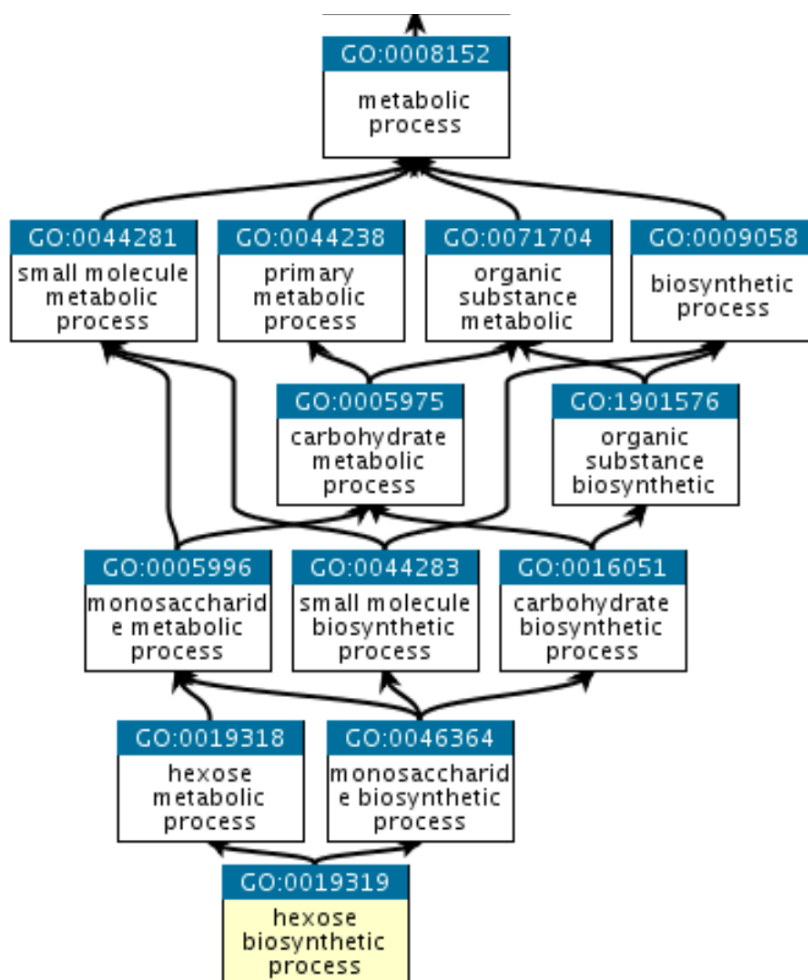 GO:0008152
metabolic
process
GO:0044281
small molecule
metabolic
process
GO:0044238
primary
metabolic
process
GO:0071704
organic
substance
metabolic
GO:0009058
biosynthetic
process
GO:0005975
carbohydrate
metabolic
process
GO:1901576
organic
substance
biosynthetic
GO:0005996
monosaccharid
e metabolic
process
GO:0044283
small molecule
biosynthetic
process
GO:0016051
carbohydrate
biosynthetic
process
GO:0019318
hexose
metabolic
process
GO:0046364
monosaccharid
e biosynthetic
process
GO:0019319
hexose
biosynthetic
process